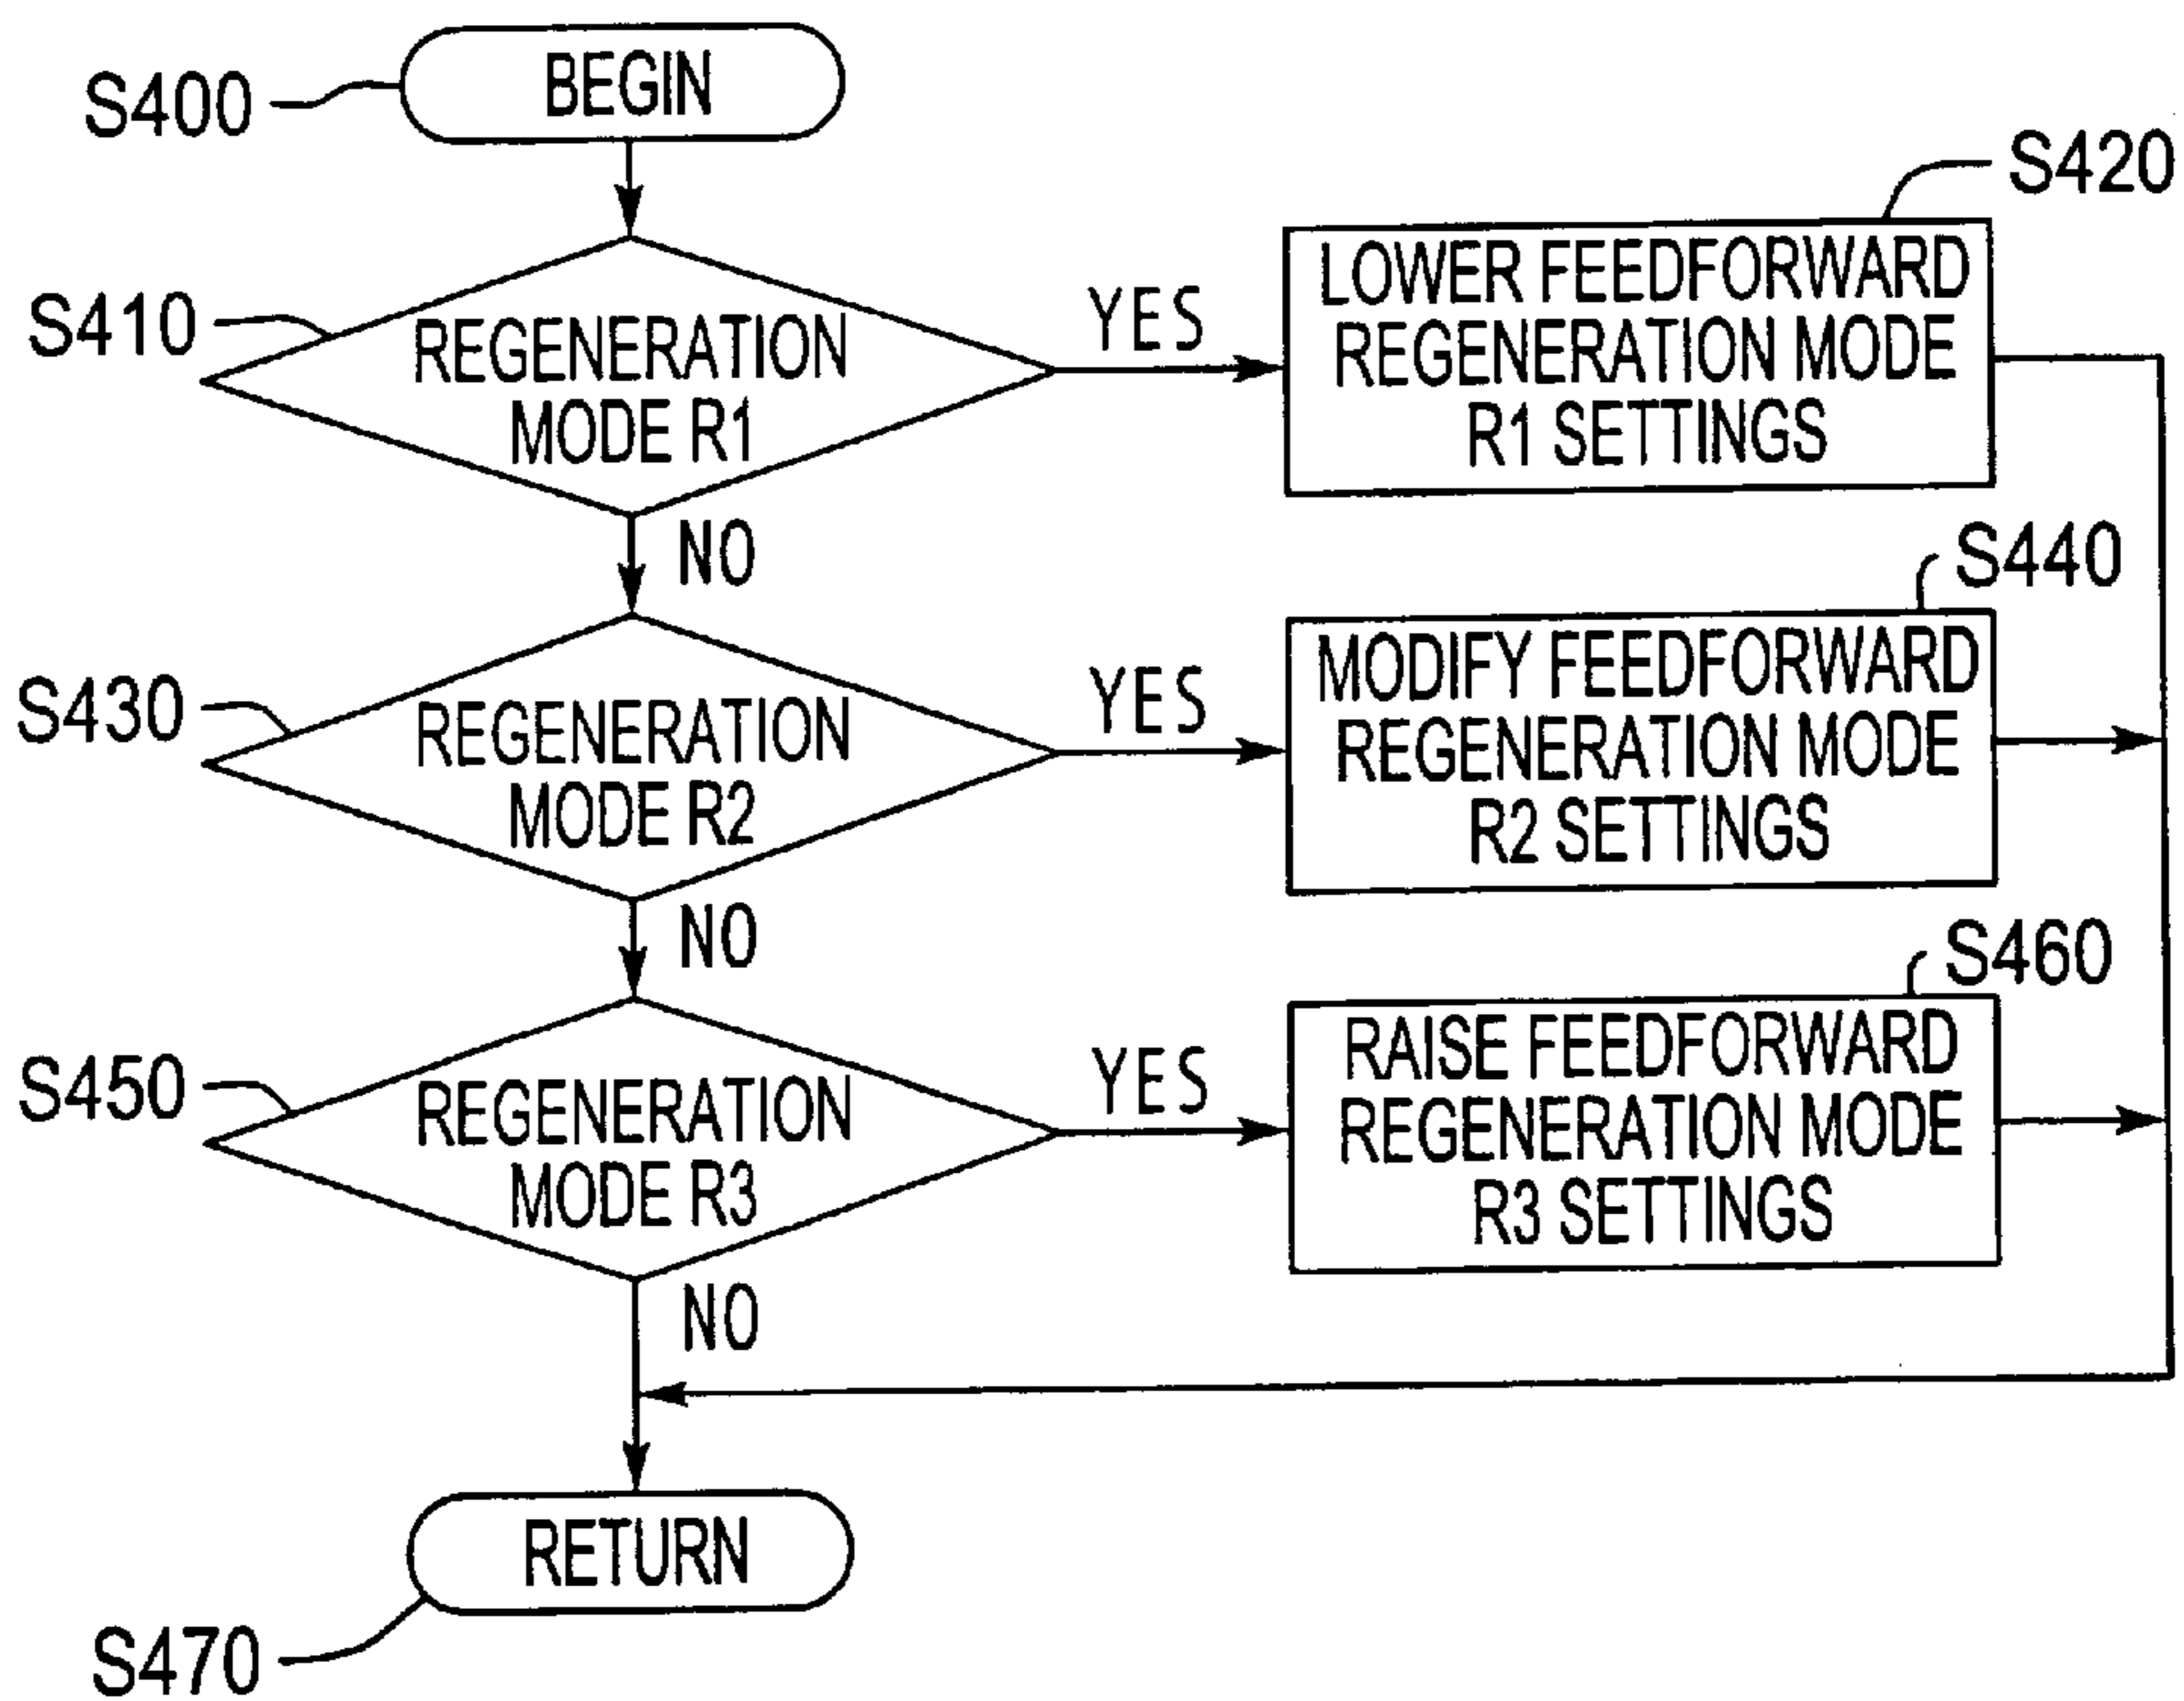 S400
BEGIN
S410
REGENERATION
MODE R1
YES
S420
LOWER FEEDFORWARD
REGENERATION MODE
R1 SETTINGS
NO
S430
REGENERATION
MODE R2
YES
S440
MODIFY FEEDFORWARD
REGENERATION MODE
R2 SETTINGS
NO
S450
REGENERATION
MODE R3
YES
S460
RAISE FEEDFORWARD
REGENERATION MODE
R3 SETTINGS
NO
RETURN
S470